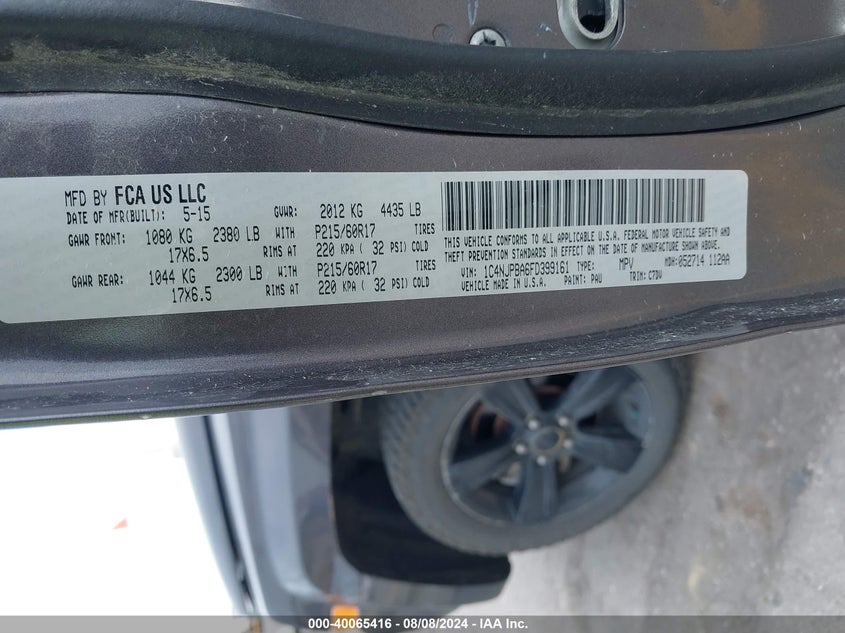 MFD BY FCA US LLC
DATE OF MFR(BUILT): 5-15 GVWR: 2012 KG 4435 LB
GAWR FRONT: 1080 KG 2380 LB WITH P215/60R17 TIRES
17X6.5 RIMS AT 220 KPA ( 32 PSI) COLD
GAWR REAR: 1044 KG 2300 LB WITH P215/60R17 TIRES
17X6.5 RIMS AT 220 KPA ( 32 PSI) COLD
THIS VEHICLE CONFORMS TO ALL APPLICABLE U.S.A. FEDERAL MOTOR VEHICLE SAFETY AND
THEFT PREVENTION STANDARDS IN EFFECT ON THE DATE OF MANUFACTURE SHOWN ABOVE.
VIN: 1C4NJPBA6FD399161 TYPE: MPV MDH: 052714 112AA
VEHICLE MADE IN U.S.A. PAINT: PAU TRIM: C7DV
000-40065416 - 08/08/2024 - IAA Inc.